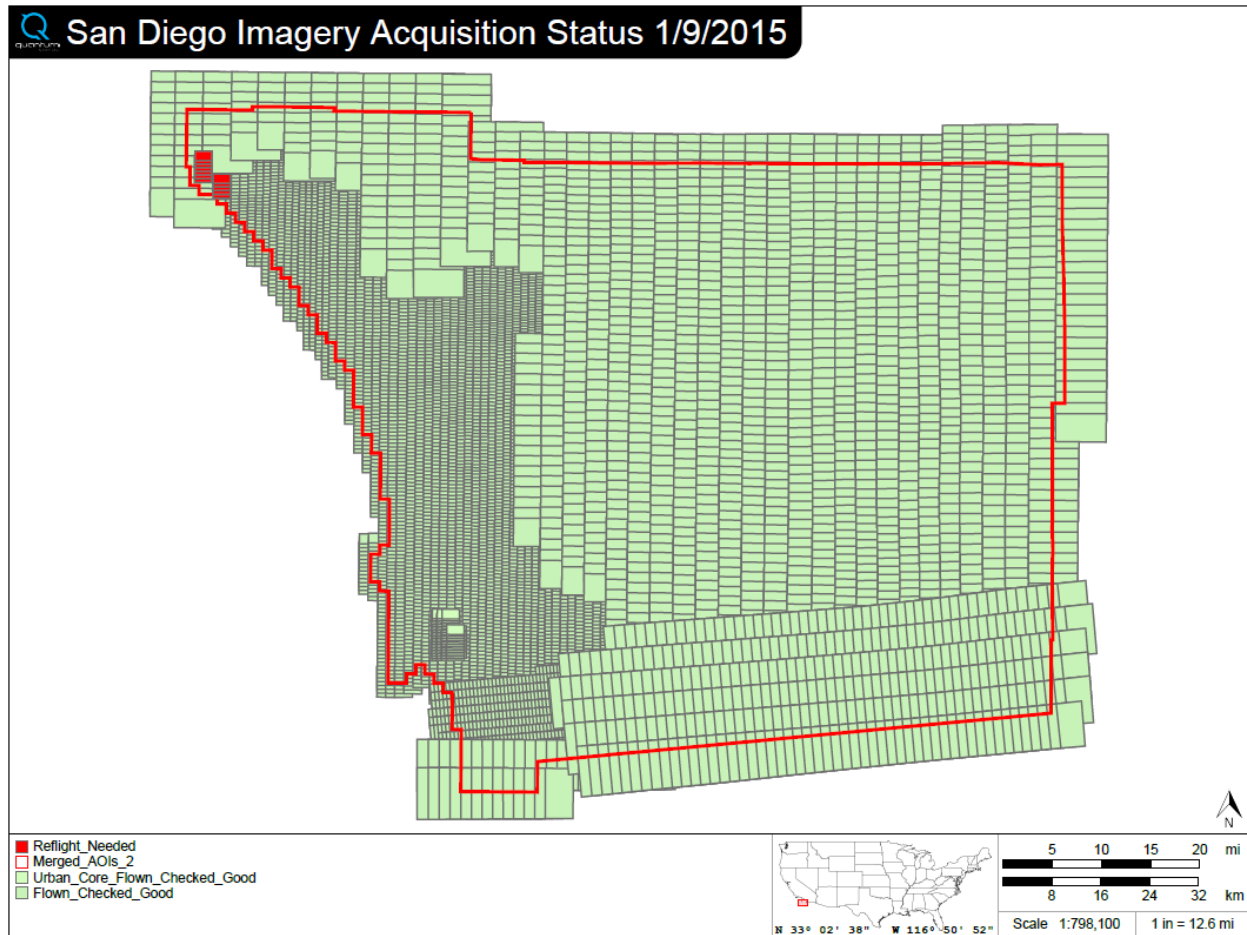 San Diego Imagery Acquisition Status 1/9/2015
quantum
N
Reflight_Needed
Merged_AOIs_2
Urban_Core_Flown_Checked_Good
Flown_Checked_Good
N 33° 02' 38" W 116° 50' 52"
5 10 15 20 mi
8 16 24 32 km
Scale 1:798,100 1 in = 12.6 mi